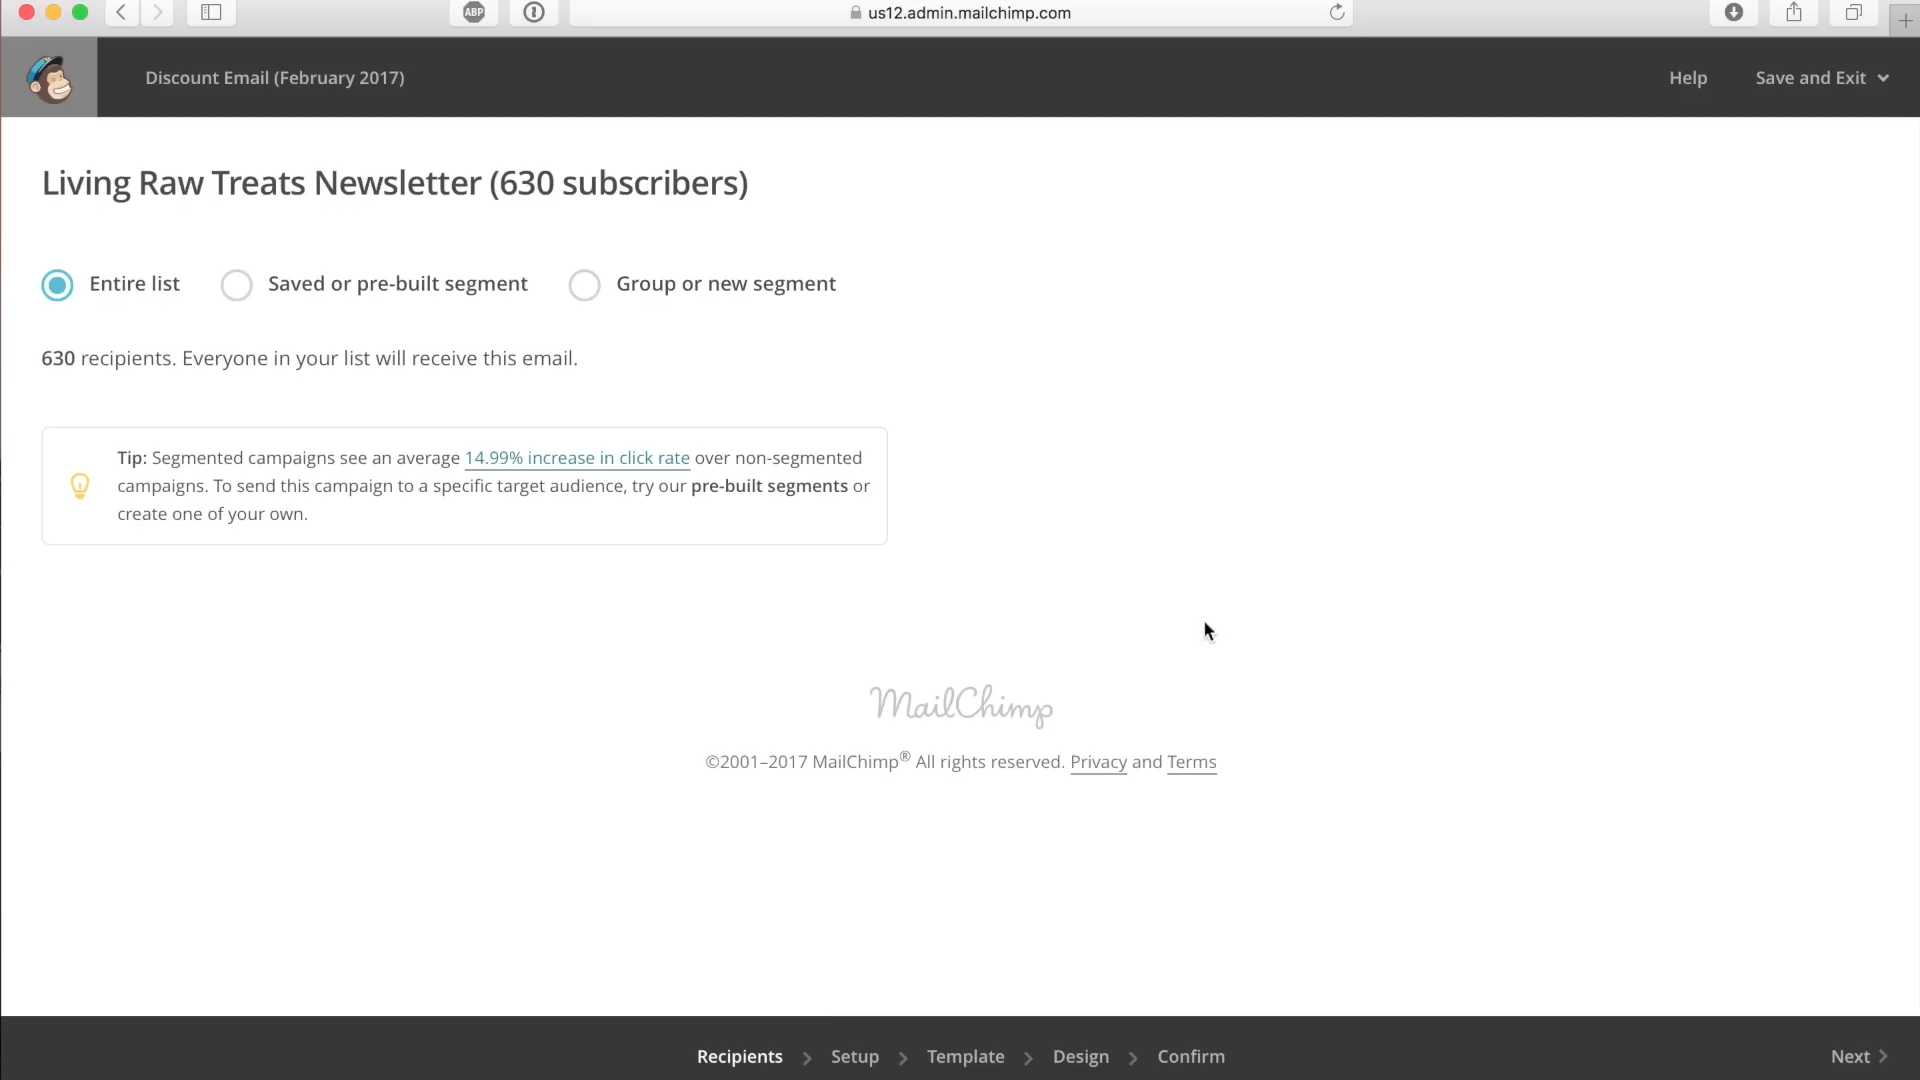 ABP
us12.admin.mailchimp.com
Discount Email (February 2017)
Help
Save and Exit
Living Raw Treats Newsletter (630 subscribers)
Entire list
Saved or pre-built segment
Group or new segment
630 recipients. Everyone in your list will receive this email.
Tip: Segmented campaigns see an average 14.99% increase in click rate over non-segmented
campaigns. To send this campaign to a specific target audience, try our pre-built segments or
create one of your own.
MailChimp
©2001–2017 MailChimp® All rights reserved. Privacy and Terms
Recipients > Setup > Template > Design > Confirm
Next >